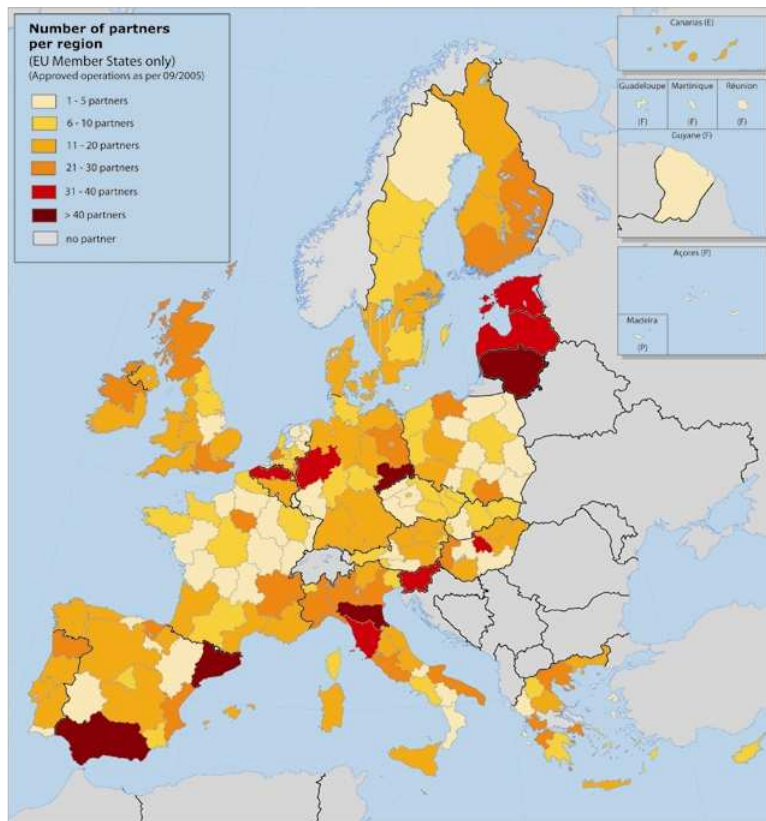 Number of partners
per region
(EU Member States only)
(Approved operations as per 09/2005)
1 - 5 partners
6 - 10 partners
11 - 20 partners
21 - 30 partners
31 - 40 partners
> 40 partners
no partner
Canarias (E)
Guadeloupe Martinique Réunion
(F) (F) (F)
Guyane (F)
Açores (P)
Madeira
(P)